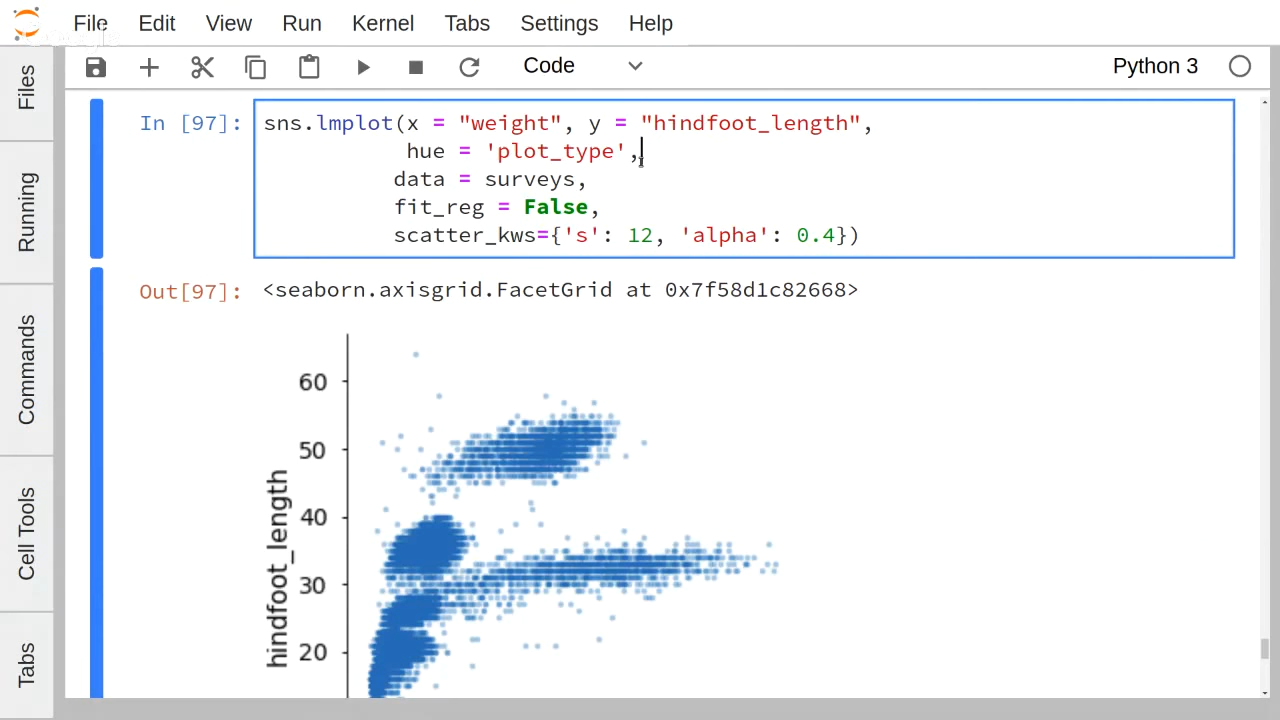 File Edit View Run Kernel Tabs Settings Help
Code Python 3
Files
Running
Commands
Cell Tools
Tabs
In [97]: sns.lmplot(x = "weight", y = "hindfoot_length",
hue = 'plot_type',
data = surveys,
fit_reg = False,
scatter_kws={'s': 12, 'alpha': 0.4})
Out[97]: <seaborn.axisgrid.FacetGrid at 0x7f58d1c82668>
60
50
40
30
20
hindfoot_length